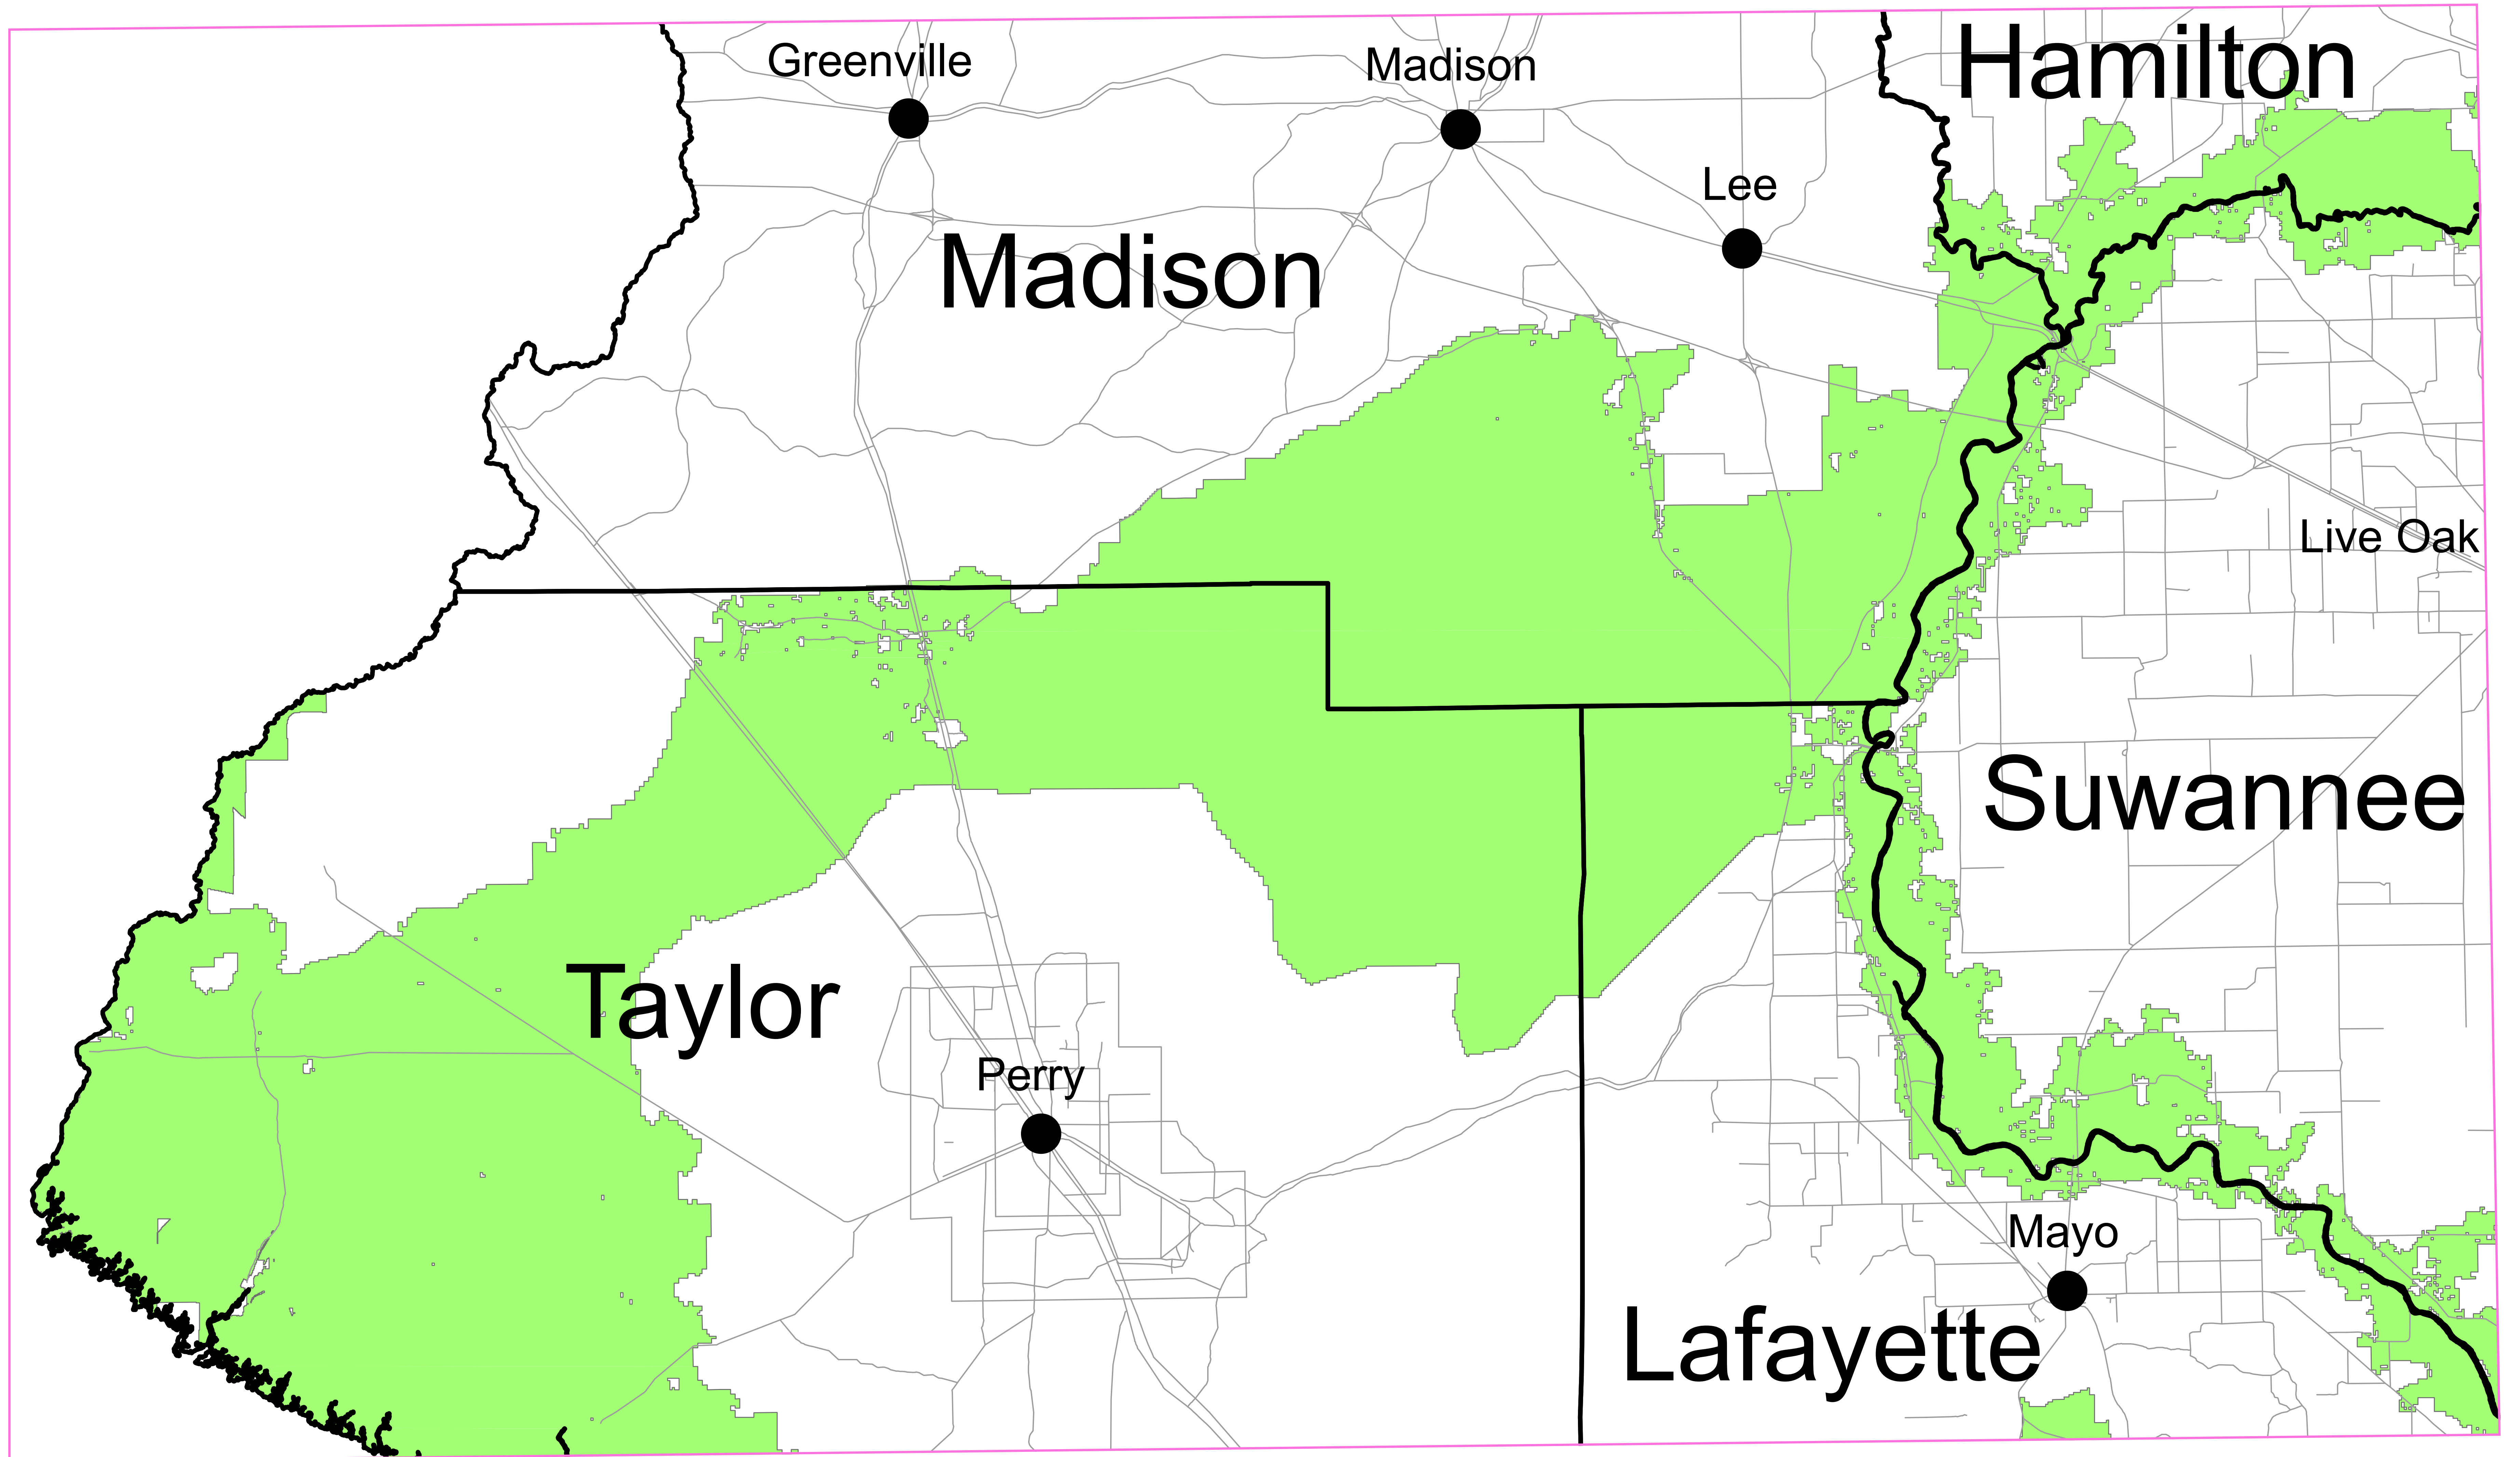 Hamilton
Greenville
Madison
Lee
Madison
Live Oak
Suwannee
Taylor
Perry
Mayo
Lafayette